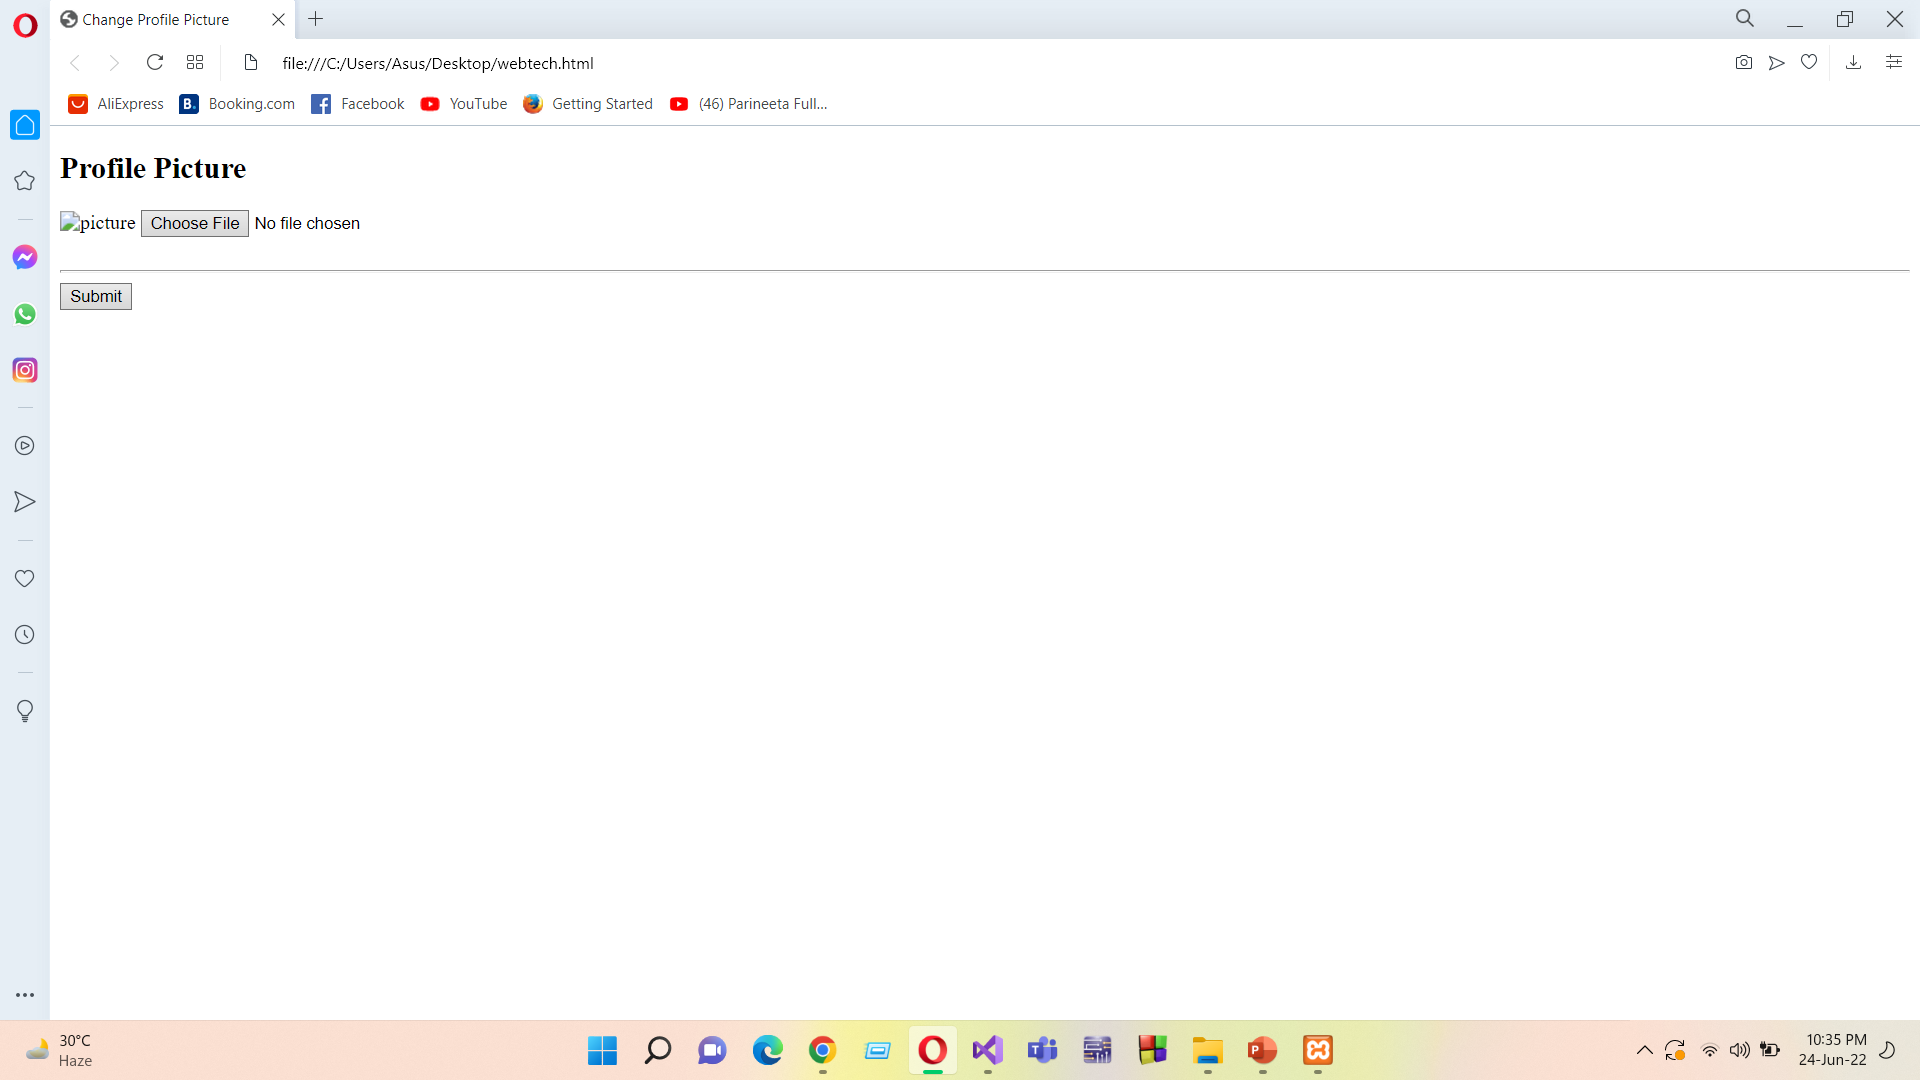 Change Profile Picture
file:///C:/Users/Asus/Desktop/webtech.html
AliExpress B. Booking.com Facebook YouTube Getting Started (46) Parineeta Full...
Profile Picture
picture Choose File No file chosen
Submit
30°C
Haze
10:35 PM
24-Jun-22